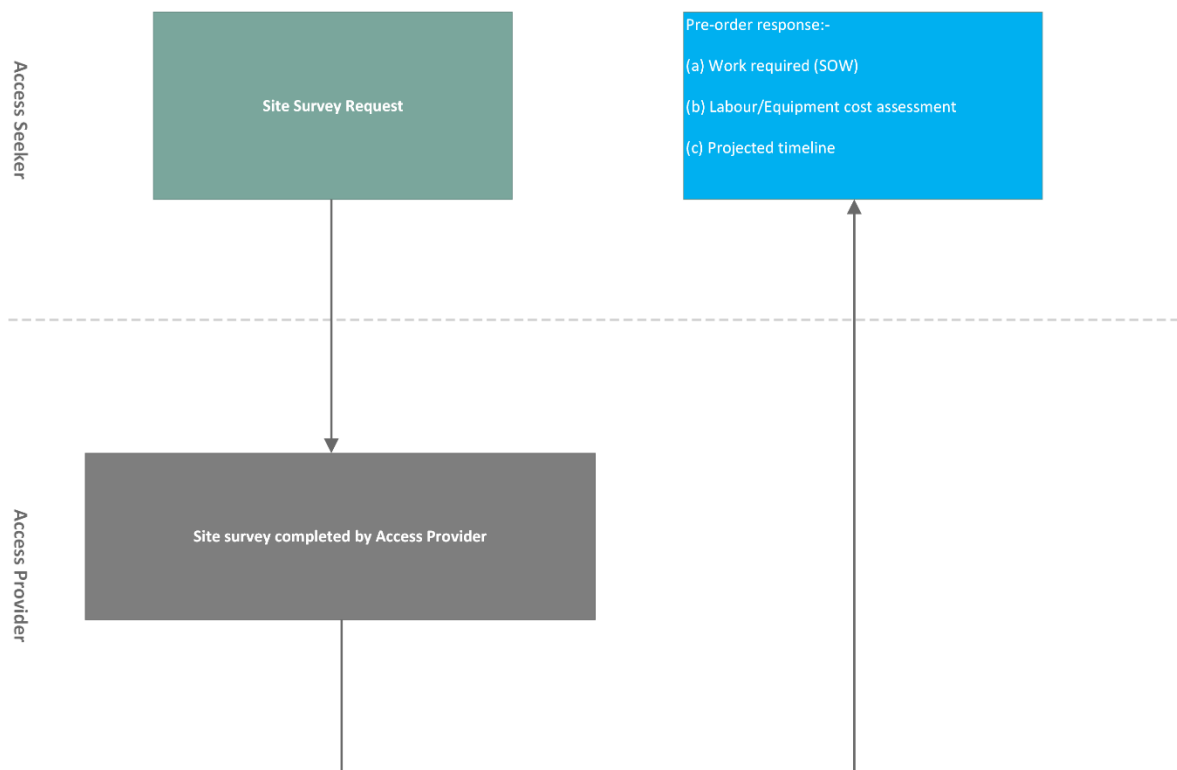 Access Seeker
Site Survey Request
Pre-order response:-
(a) Work required (SOW)
(b) Labour/Equipment cost assessment
(c) Projected timeline
Access Provider
Site survey completed by Access Provider